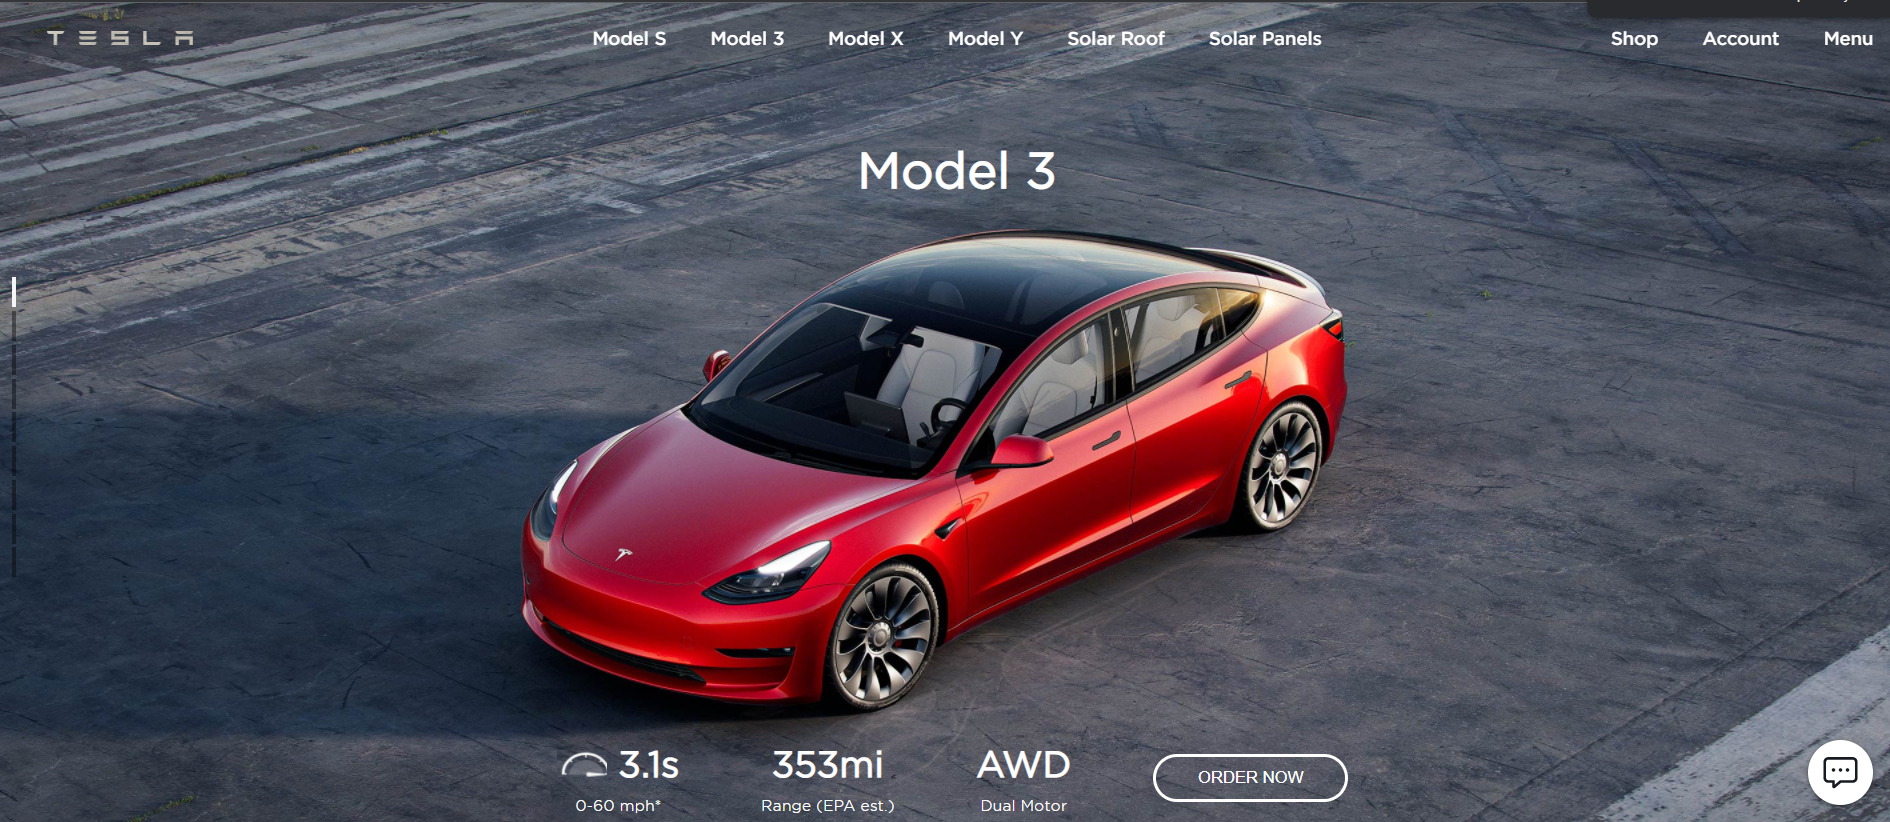 TESLA
Model S Model 3 Model X Model Y Solar Roof Solar Panels
Shop Account Menu
Model 3
3.1s
0-60 mph*
353mi
Range (EPA est.)
AWD
Dual Motor
ORDER NOW